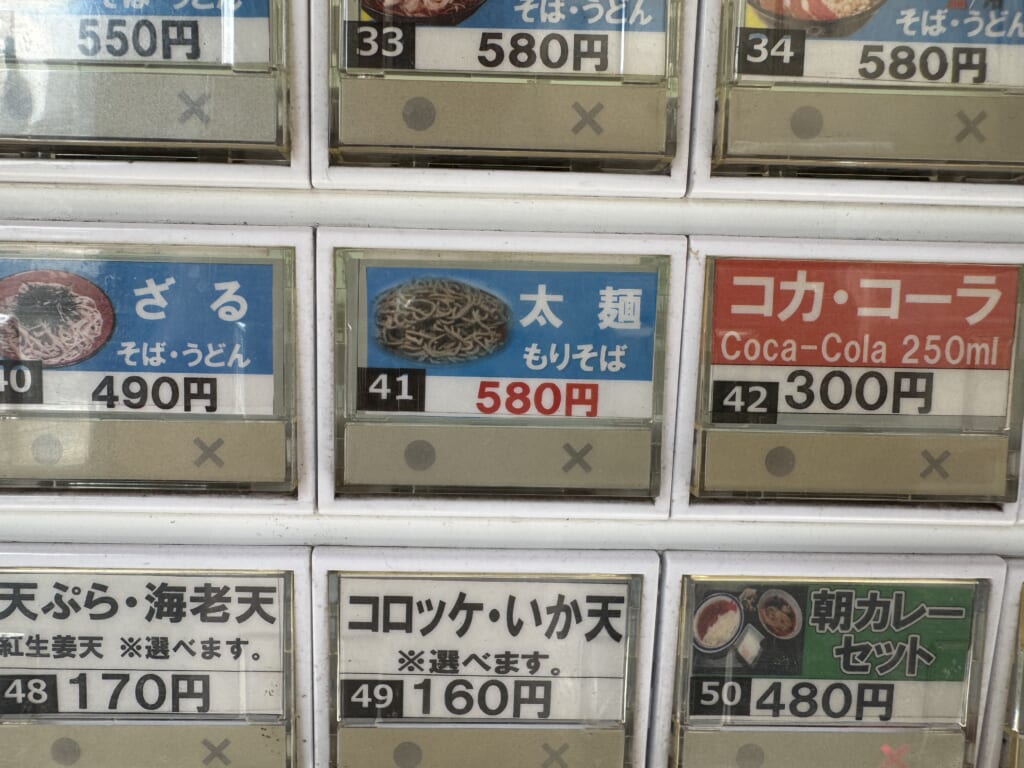 550円
そば・うどん
33
580円
そば・うどん
34
580円
ざる
そば・うどん
40
490円
太麺
もりそば
41
580円
コカ・コーラ
Coca-Cola 250ml
42
300円
天ぷら・海老天
紅生姜天 ※選べます。
48
170円
コロッケ・いか天
※選べます。
49
160円
朝カレー
セット
50
480円